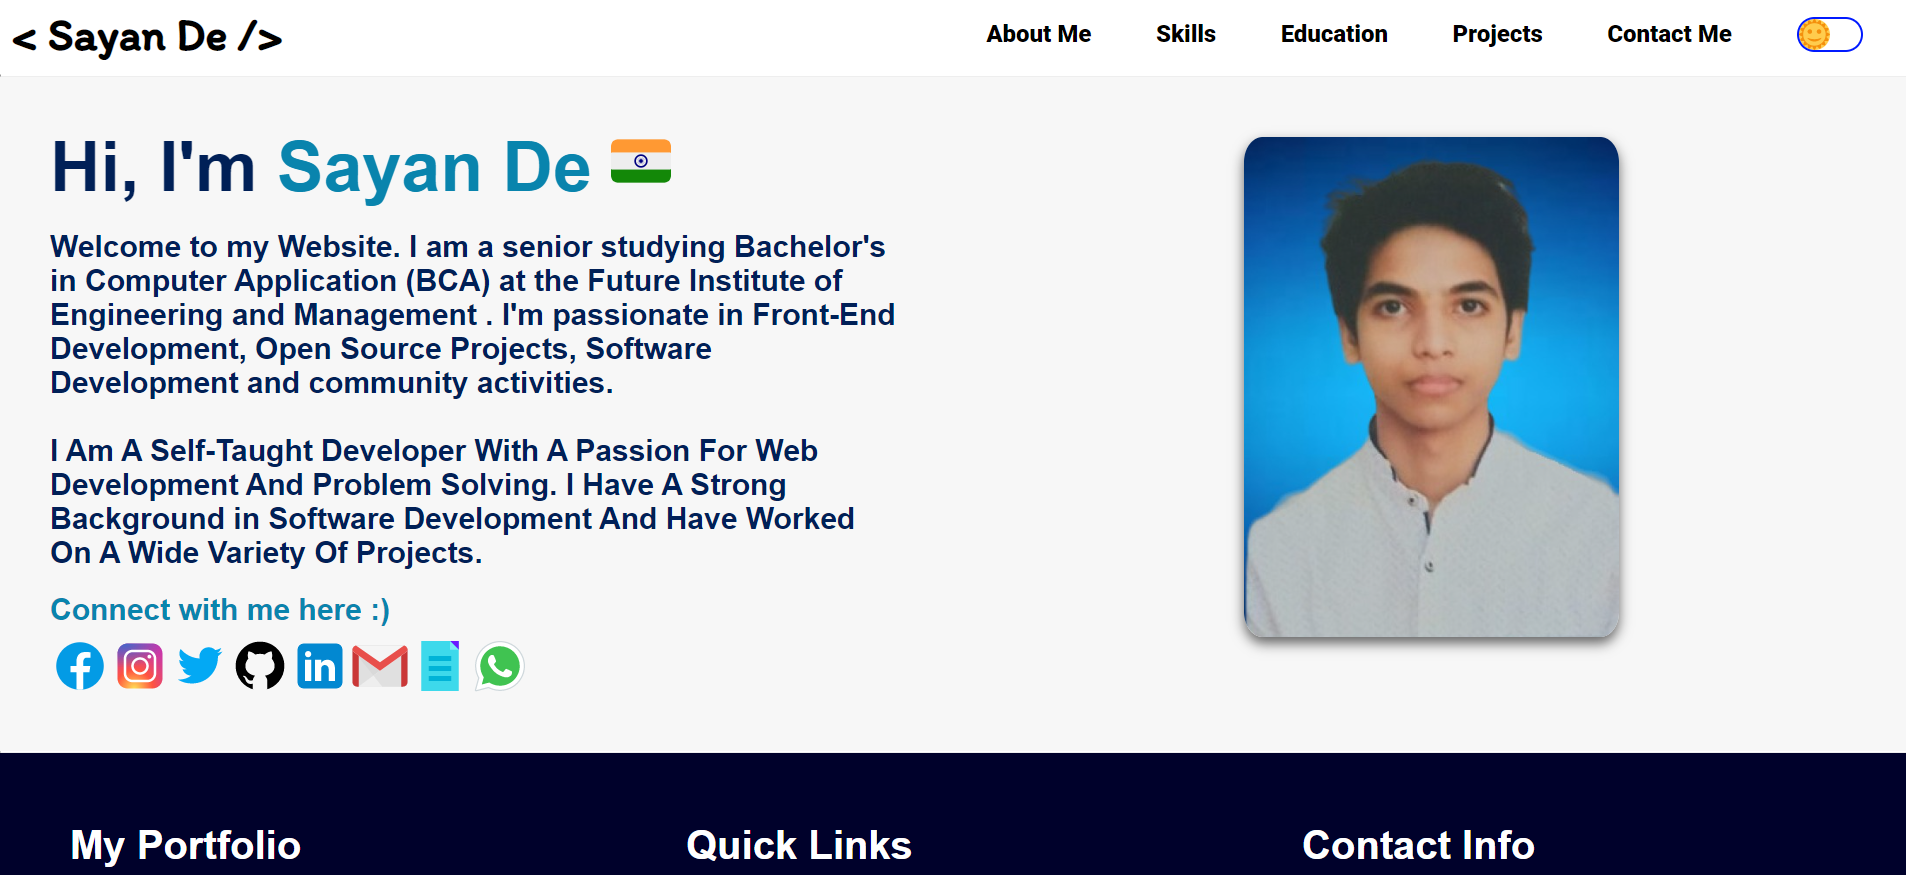 < Sayan De />
About Me Skills Education Projects Contact Me
Hi, I'm Sayan De
Welcome to my Website. I am a senior studying Bachelor's
in Computer Application (BCA) at the Future Institute of
Engineering and Management . I'm passionate in Front-End
Development, Open Source Projects, Software
Development and community activities.
I Am A Self-Taught Developer With A Passion For Web
Development And Problem Solving. I Have A Strong
Background in Software Development And Have Worked
On A Wide Variety Of Projects.
Connect with me here :)
in
My Portfolio Quick Links Contact Info